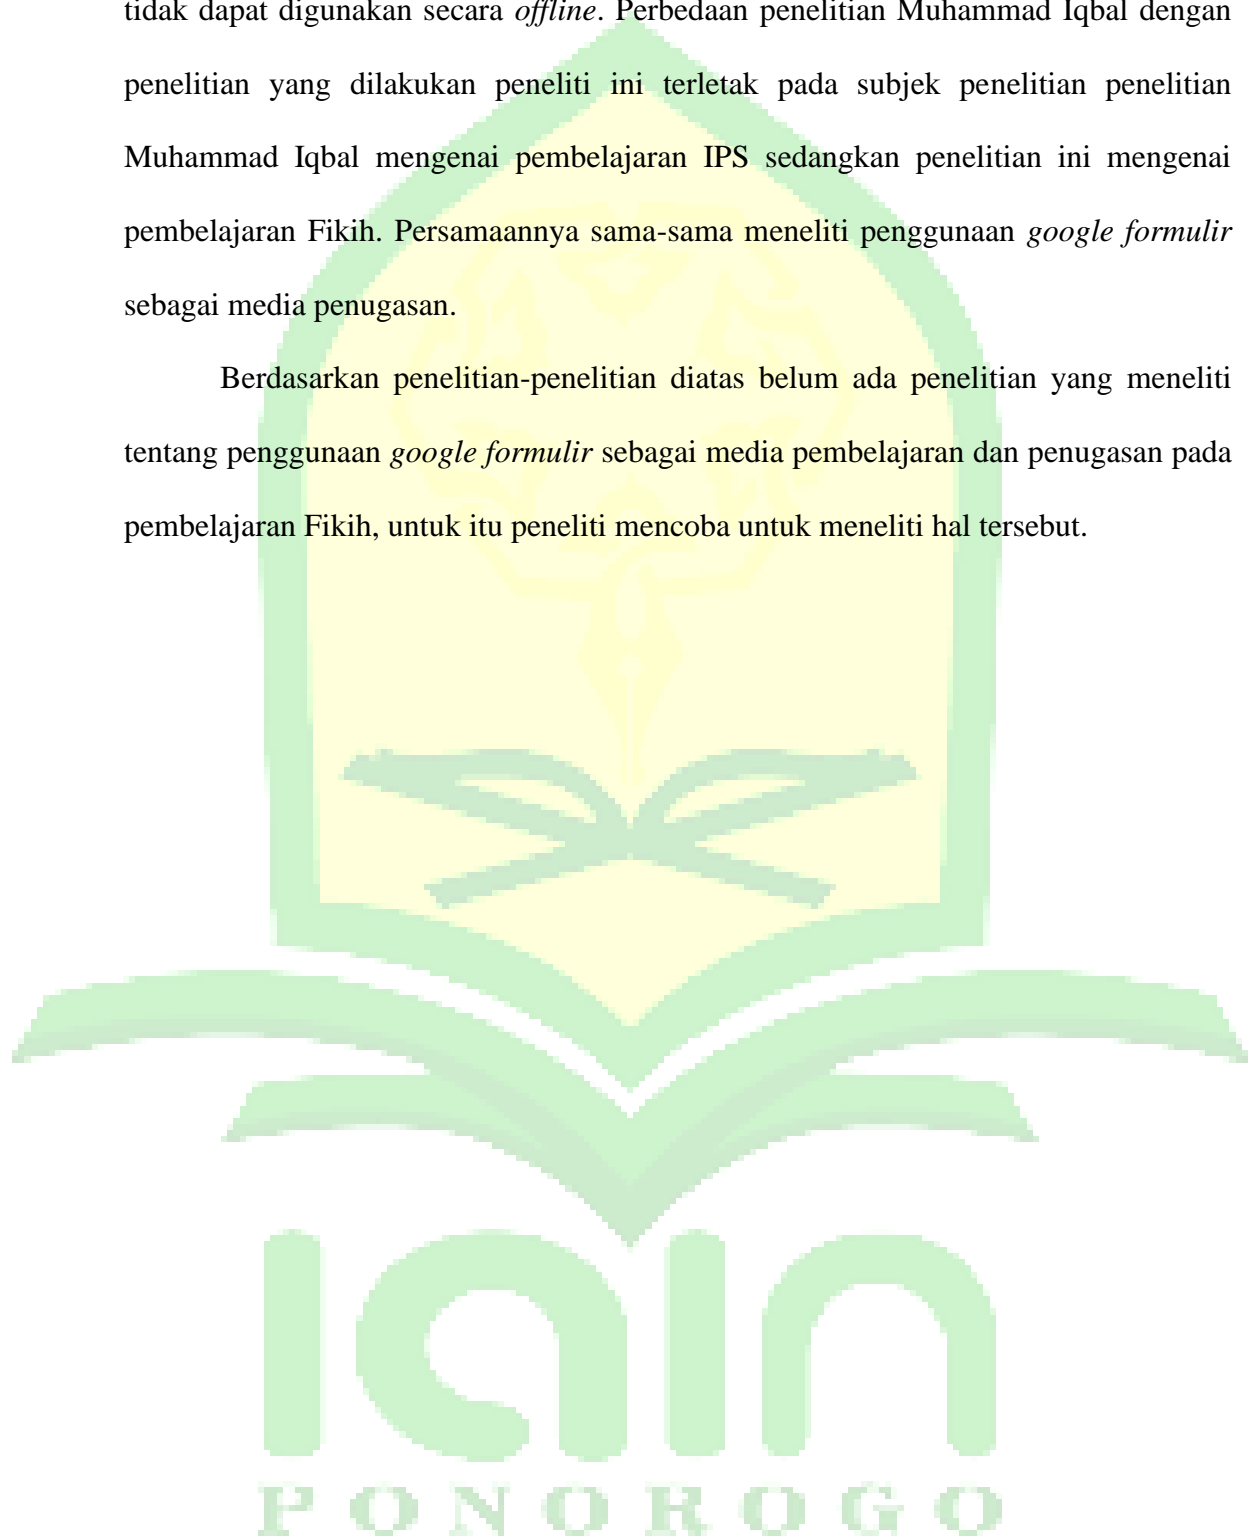 tidak dapat digunakan secara offline. Perbedaan penelitian Muhammad Iqbal dengan
penelitian yang dilakukan peneliti ini terletak pada subjek penelitian penelitian
Muhammad Iqbal mengenai pembelajaran IPS sedangkan penelitian ini mengenai
pembelajaran Fikih. Persamaannya sama-sama meneliti penggunaan google formulir
sebagai media penugasan.
Berdasarkan penelitian-penelitian diatas belum ada penelitian yang meneliti
tentang penggunaan google formulir sebagai media pembelajaran dan penugasan pada
pembelajaran Fikih, untuk itu peneliti mencoba untuk meneliti hal tersebut.
iain
PONOROGO